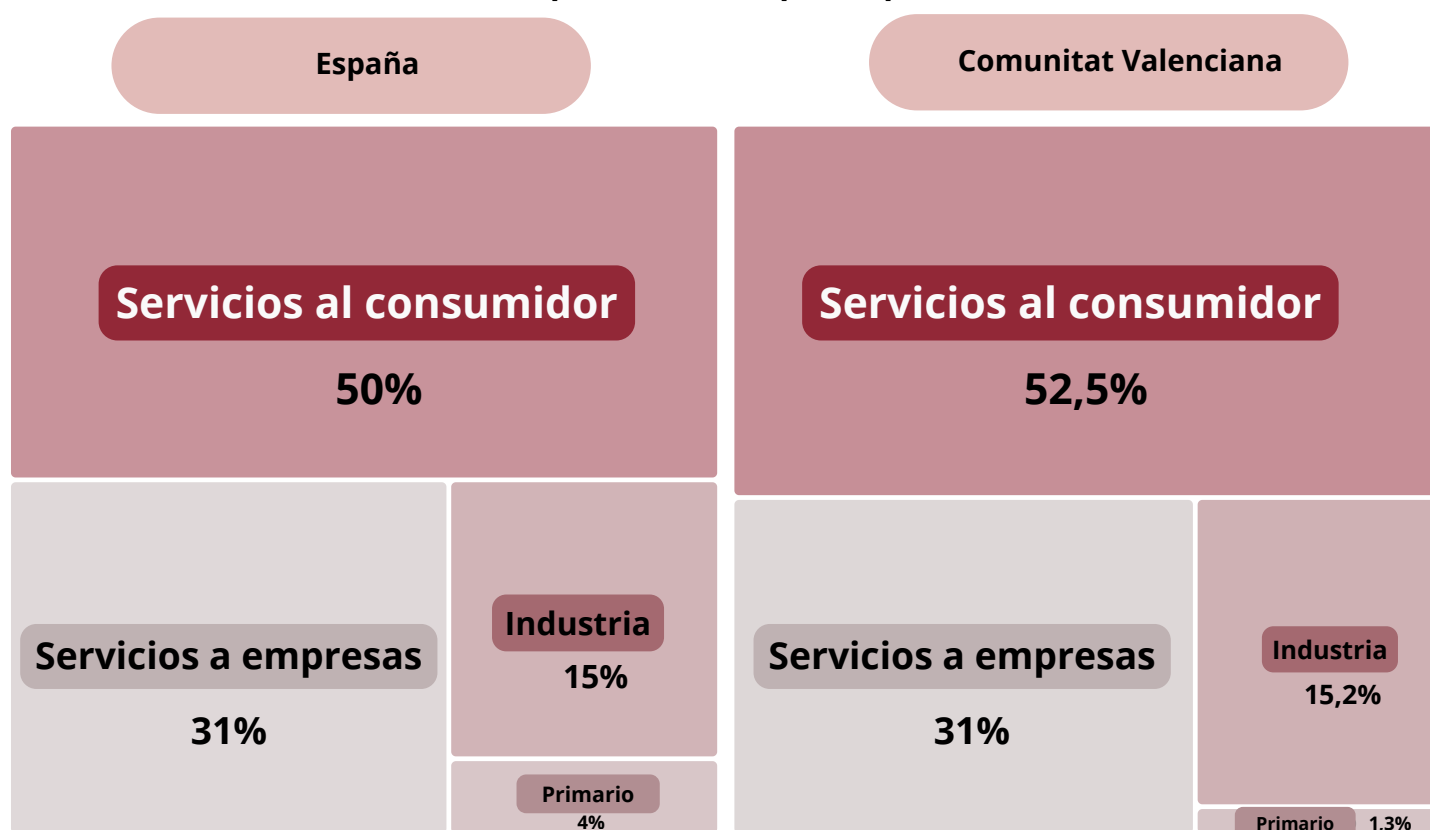 España
Servicios al consumidor
50%
Servicios a empresas
31%
Industria
15%
Primario
4%
Comunitat Valenciana
Servicios al consumidor
52,5%
Servicios a empresas
31%
Industria
15,2%
Primario 1,3%